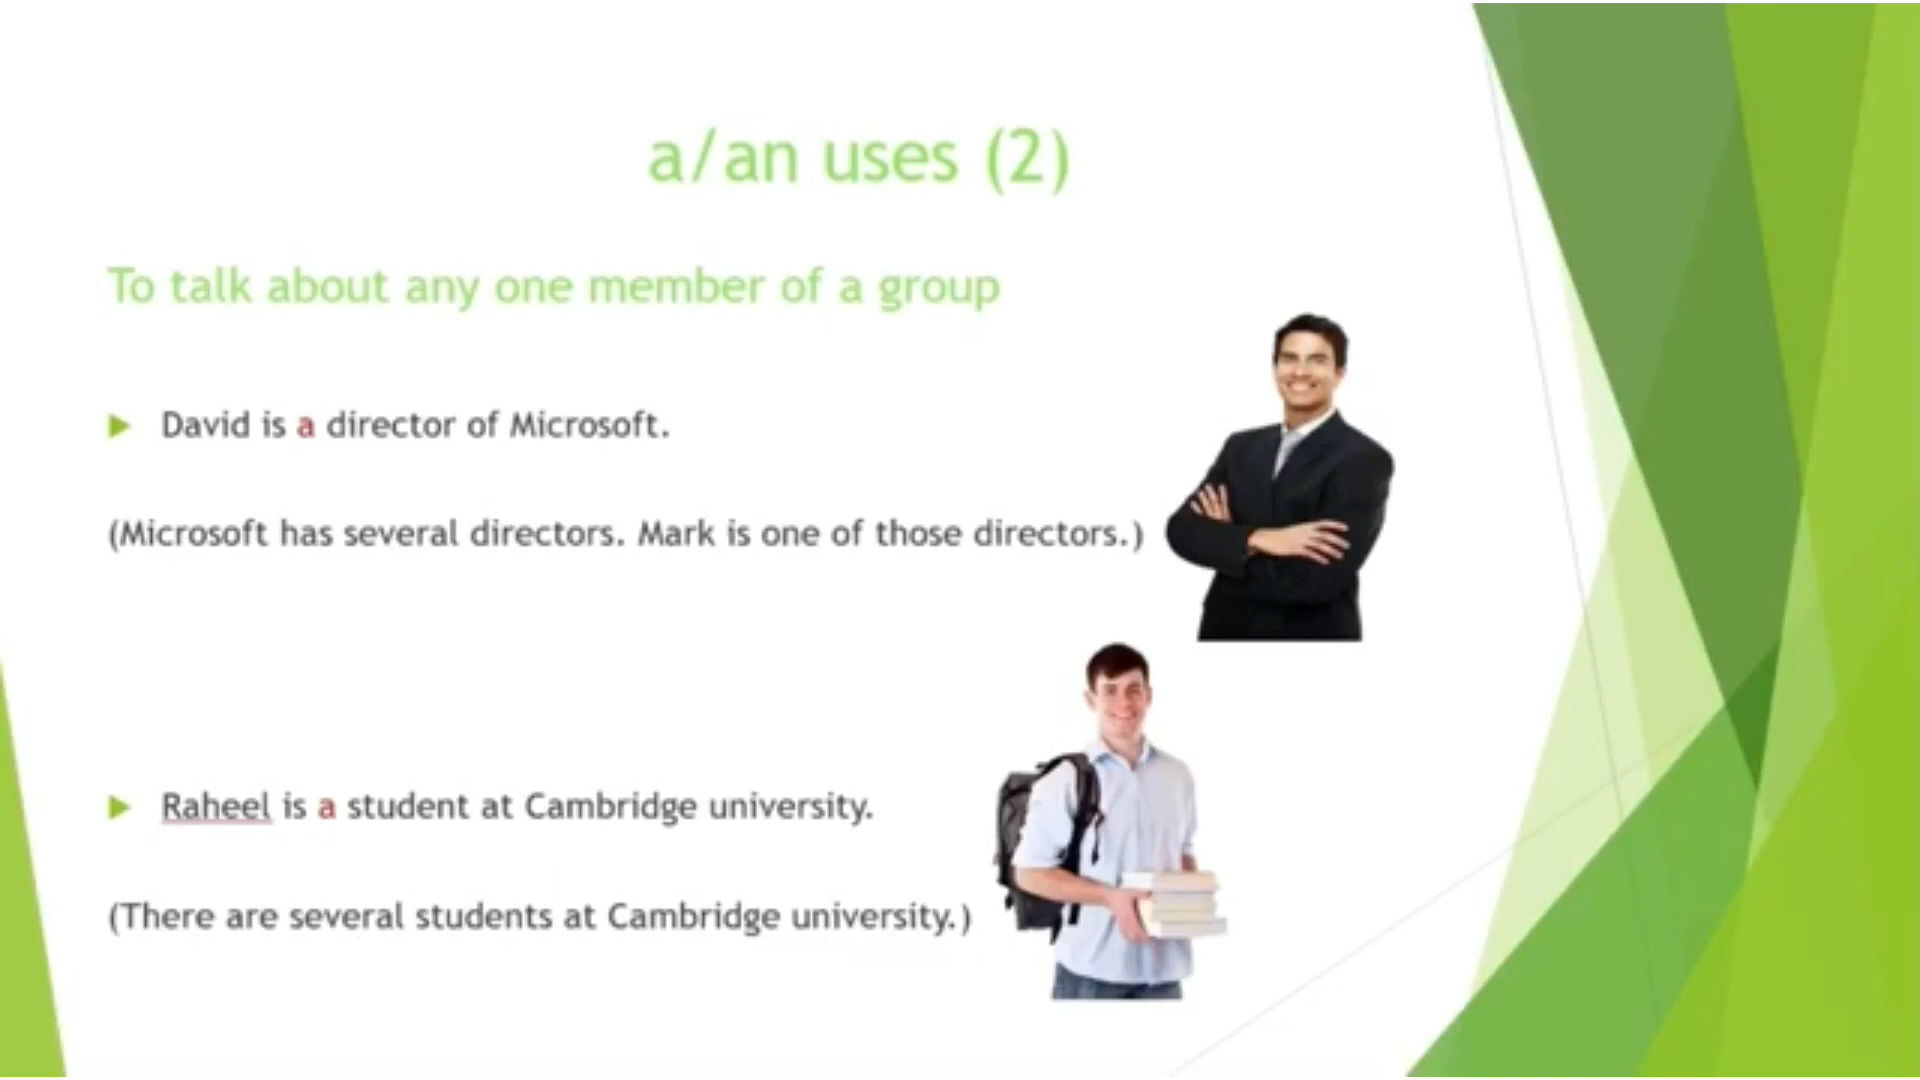 a/an uses (2)
To talk about any one member of a group
David is a director of Microsoft.
(Microsoft has several directors. Mark is one of those directors.)
Raheel is a student at Cambridge university.
(There are several students at Cambridge university.)